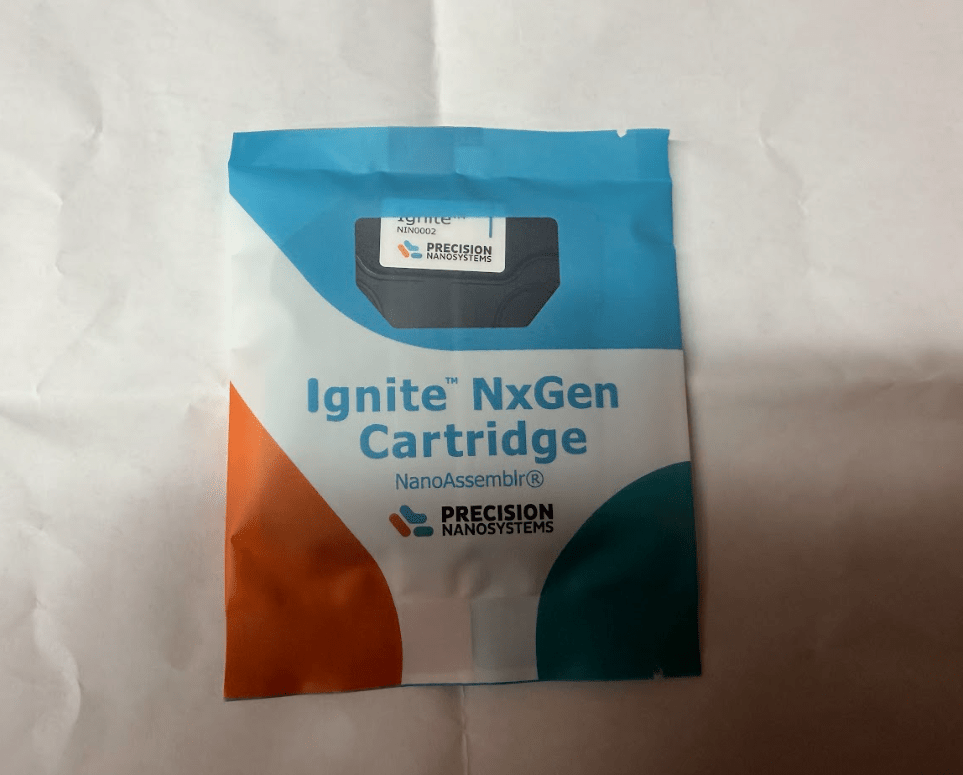 Ignite™
NIN0002
PRECISION
NANOSYSTEMS
Ignite™ NxGen
Cartridge
NanoAssemblr®
PRECISION
NANOSYSTEMS